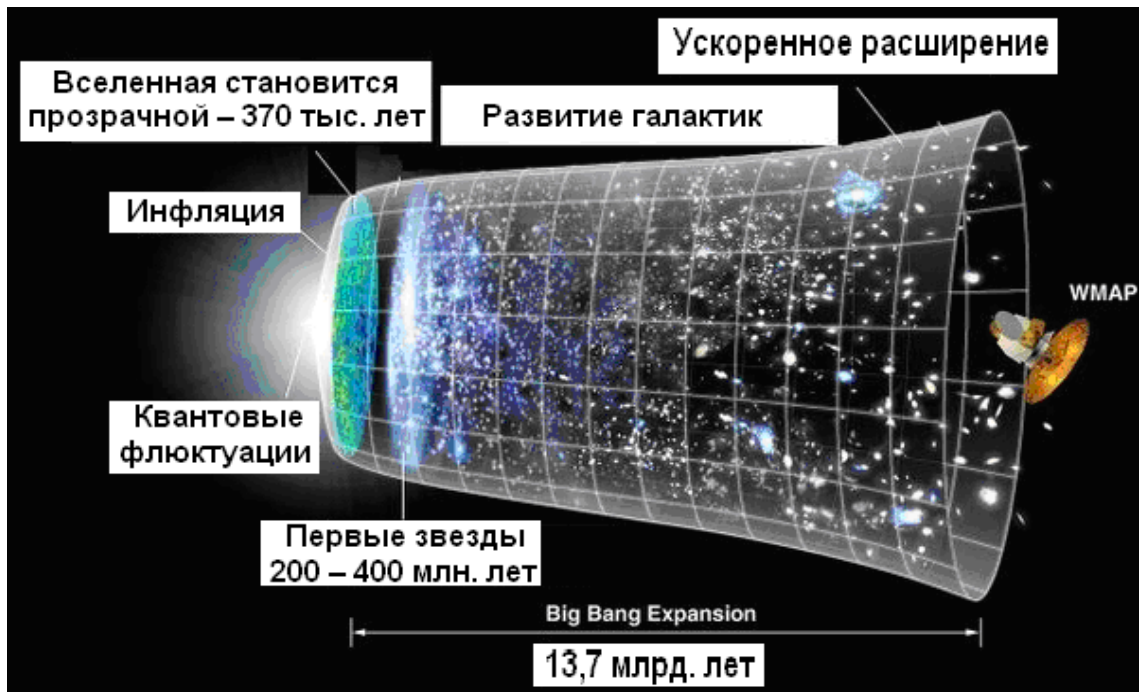 Ускоренное расширение
Вселенная становится
прозрачной – 370 тыс. лет
Развитие галактик
Инфляция
WMAP
Квантовые
флюктуации
Первые звезды
200 – 400 млн. лет
Big Bang Expansion
13,7 млрд. лет